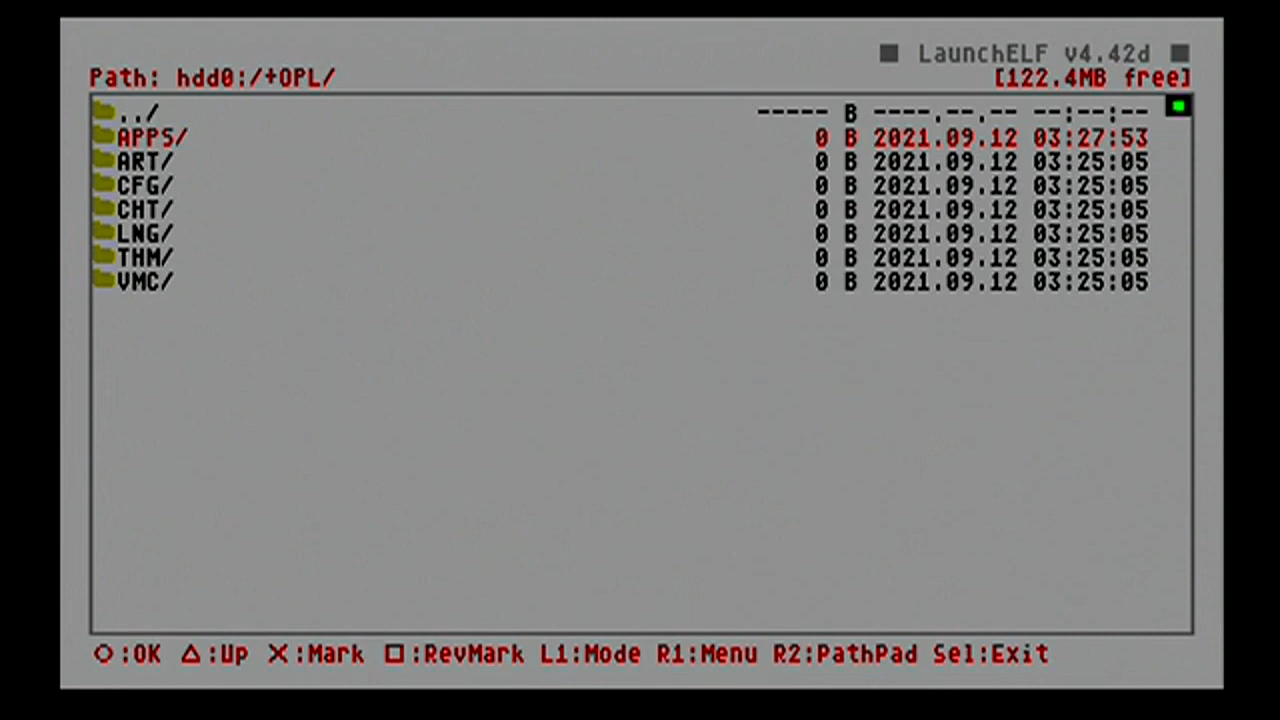 ■ LaunchELF v4.42d ■
Path: hdd0:/+OPL/ [122.4MB free]
../ ----- B ----.--.-- --:--:--
APPS/ 0 B 2021.09.12 03:27:53
ART/ 0 B 2021.09.12 03:25:05
CFG/ 0 B 2021.09.12 03:25:05
CHT/ 0 B 2021.09.12 03:25:05
LNG/ 0 B 2021.09.12 03:25:05
THM/ 0 B 2021.09.12 03:25:05
VMC/ 0 B 2021.09.12 03:25:05
○:OK △:Up ✕:Mark □:RevMark L1:Mode R1:Menu R2:PathPad Sel:Exit